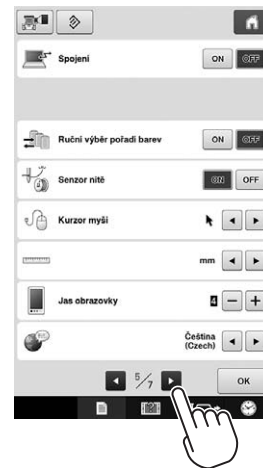 Spojení ON OFF
Ruční výběr pořadí barev ON OFF
Senzor nitě ON OFF
Kurzor myši
mm
Jas obrazovky 4 − +
Čeština
(Czech)
5/7 OK